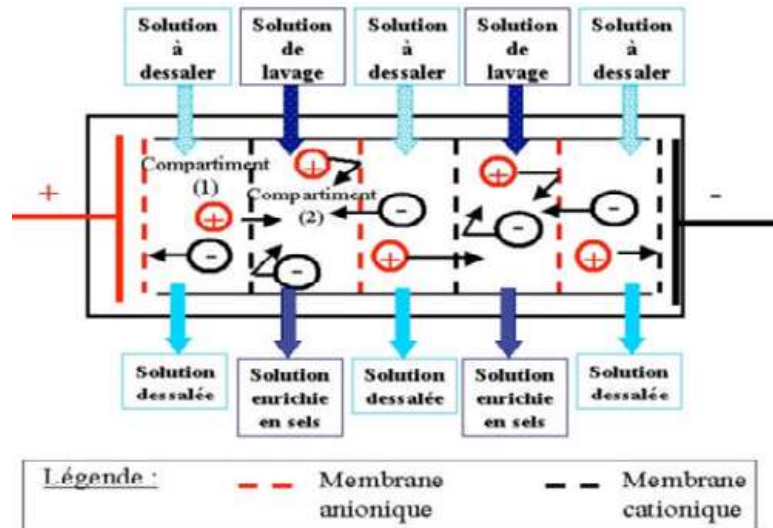 Solution
à
dessaler
Solution
de
lavage
Solution
à
dessaler
Solution
de
lavage
Solution
à
dessaler
+
-
Compartiment
(1)
+
-
+
Compartiment
(2)
-
-
+
+
-
-
+
Solution
dessalée
Solution
enrichie
en sels
Solution
dessalée
Solution
enrichie
en sels
Solution
dessalée
Légende :
Membrane
anionique
Membrane
cationique